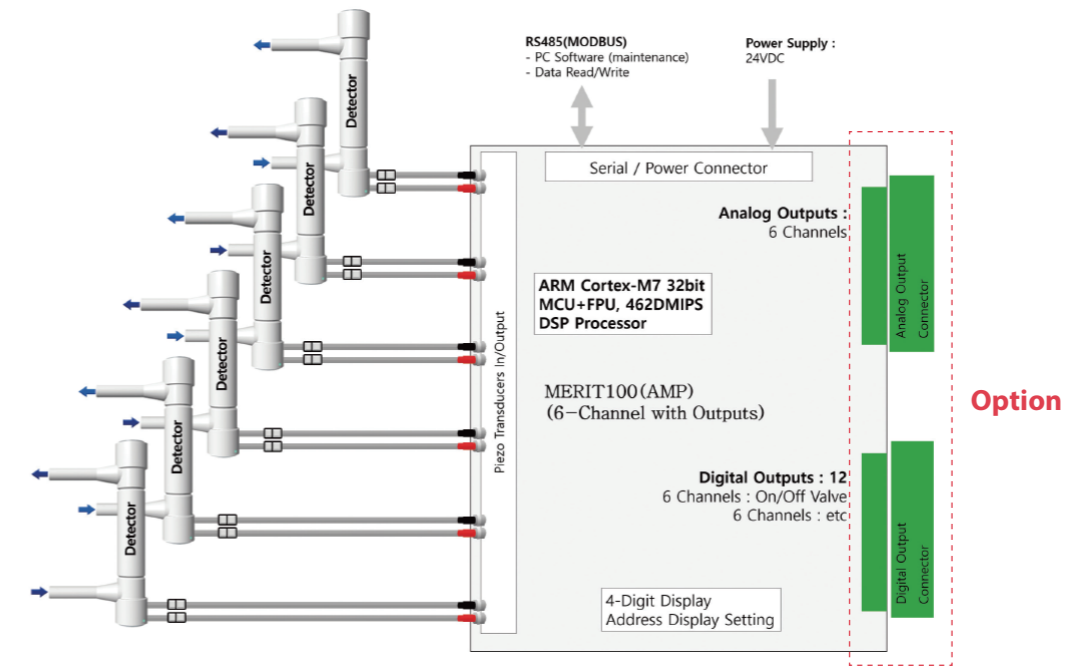 RS485(MODBUS)
- PC Software (maintenance)
- Data Read/Write
Power Supply :
24VDC
Detector
Detector
Detector
Detector
Detector
Detector
Piezo Transducers In/Output
Serial / Power Connector
Analog Outputs :
6 Channels
Analog Output
Connector
ARM Cortex-M7 32bit
MCU+FPU, 462DMIPS
DSP Processor
MERIT100(AMP)
(6-Channel with Outputs)
Option
Digital Outputs : 12
6 Channels : On/Off Valve
6 Channels : etc
Digital Output
Connector
4-Digit Display
Address Display Setting